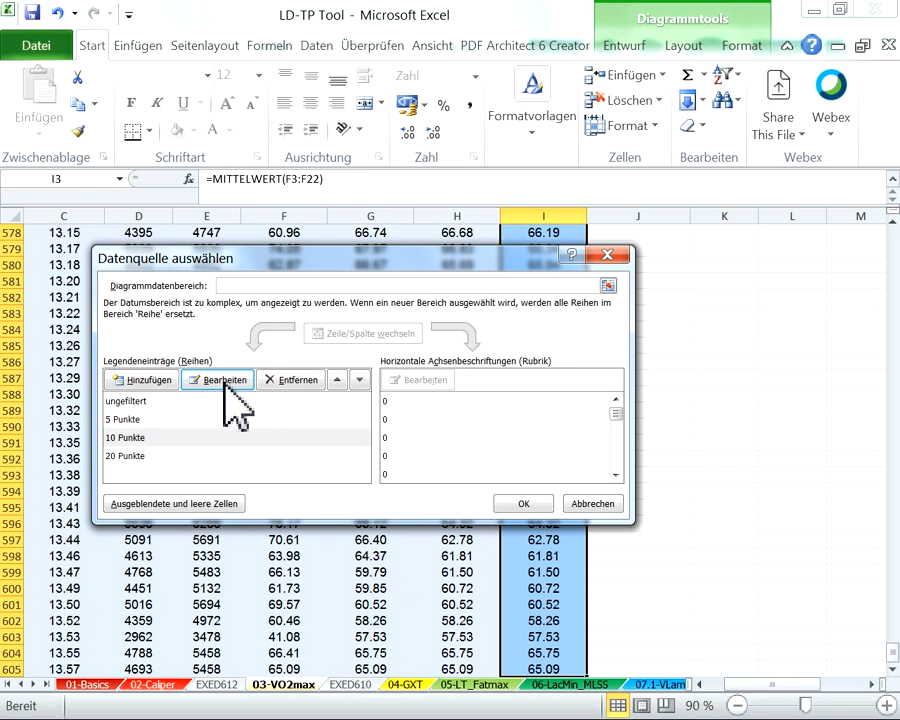 LD-TP Tool - Microsoft Excel
Diagrammtools
Datei Start Einfügen Seitenlayout Formeln Daten Überprüfen Ansicht PDF Architect 6 Creator Entwurf Layout Format
Einfügen
F K U
12
A A
A
Zahl
%
Formatvorlagen
Einfügen
Löschen
Format
Σ
Share
This File
Webex
Zwischenablage Schriftart Ausrichtung Zahl Zellen Bearbeiten Webex
I3 fx =MITTELWERT(F3:F22)
C D E F G H I J K L M
578 13.15 4395 4747 60.96 66.74 66.68 66.19
579 13.17
580 13.18
581 13.20
582 13.21
583 13.22
584 13.24
585 13.26
586 13.27
587 13.29
588 13.30
589 13.32
590 13.33
591 13.35
592 13.36
593 13.38
594 13.39
595 13.41
596 13.43
597 13.44 5091 5691 70.61 66.40 62.78 62.78
598 13.46 4613 5335 63.98 64.37 61.81 61.81
599 13.47 4768 5483 66.13 59.79 61.50 61.50
600 13.49 4451 5132 61.73 59.85 60.72 60.72
601 13.50 5016 5694 69.57 60.52 60.52 60.52
602 13.52 4359 4972 60.46 58.26 58.26 58.26
603 13.53 2962 3478 41.08 57.53 57.53 57.53
604 13.55 4788 5458 66.41 65.75 65.75 65.75
605 13.57 4693 5458 65.09 65.09 65.09 65.09
Datenquelle auswählen
Diagrammdatenbereich:
Der Datumsbereich ist zu komplex, um angezeigt zu werden. Wenn ein neuer Bereich ausgewählt wird, werden alle Reihen im
Bereich 'Reihe' ersetzt.
Zeile/Spalte wechseln
Legendeneinträge (Reihen)
Horizontale Achsenbeschriftungen (Rubrik)
Hinzufügen Bearbeiten Entfernen
Bearbeiten
ungefiltert
5 Punkte
10 Punkte
20 Punkte
0
0
0
0
0
Ausgeblendete und leere Zellen
OK Abbrechen
01-Basics 02-Caliper EXED612 03-VO2max EXED610 04-GXT 05-LT_Fatmax 06-LacMin_MLSS 07.1-VLam
Bereit 90 %